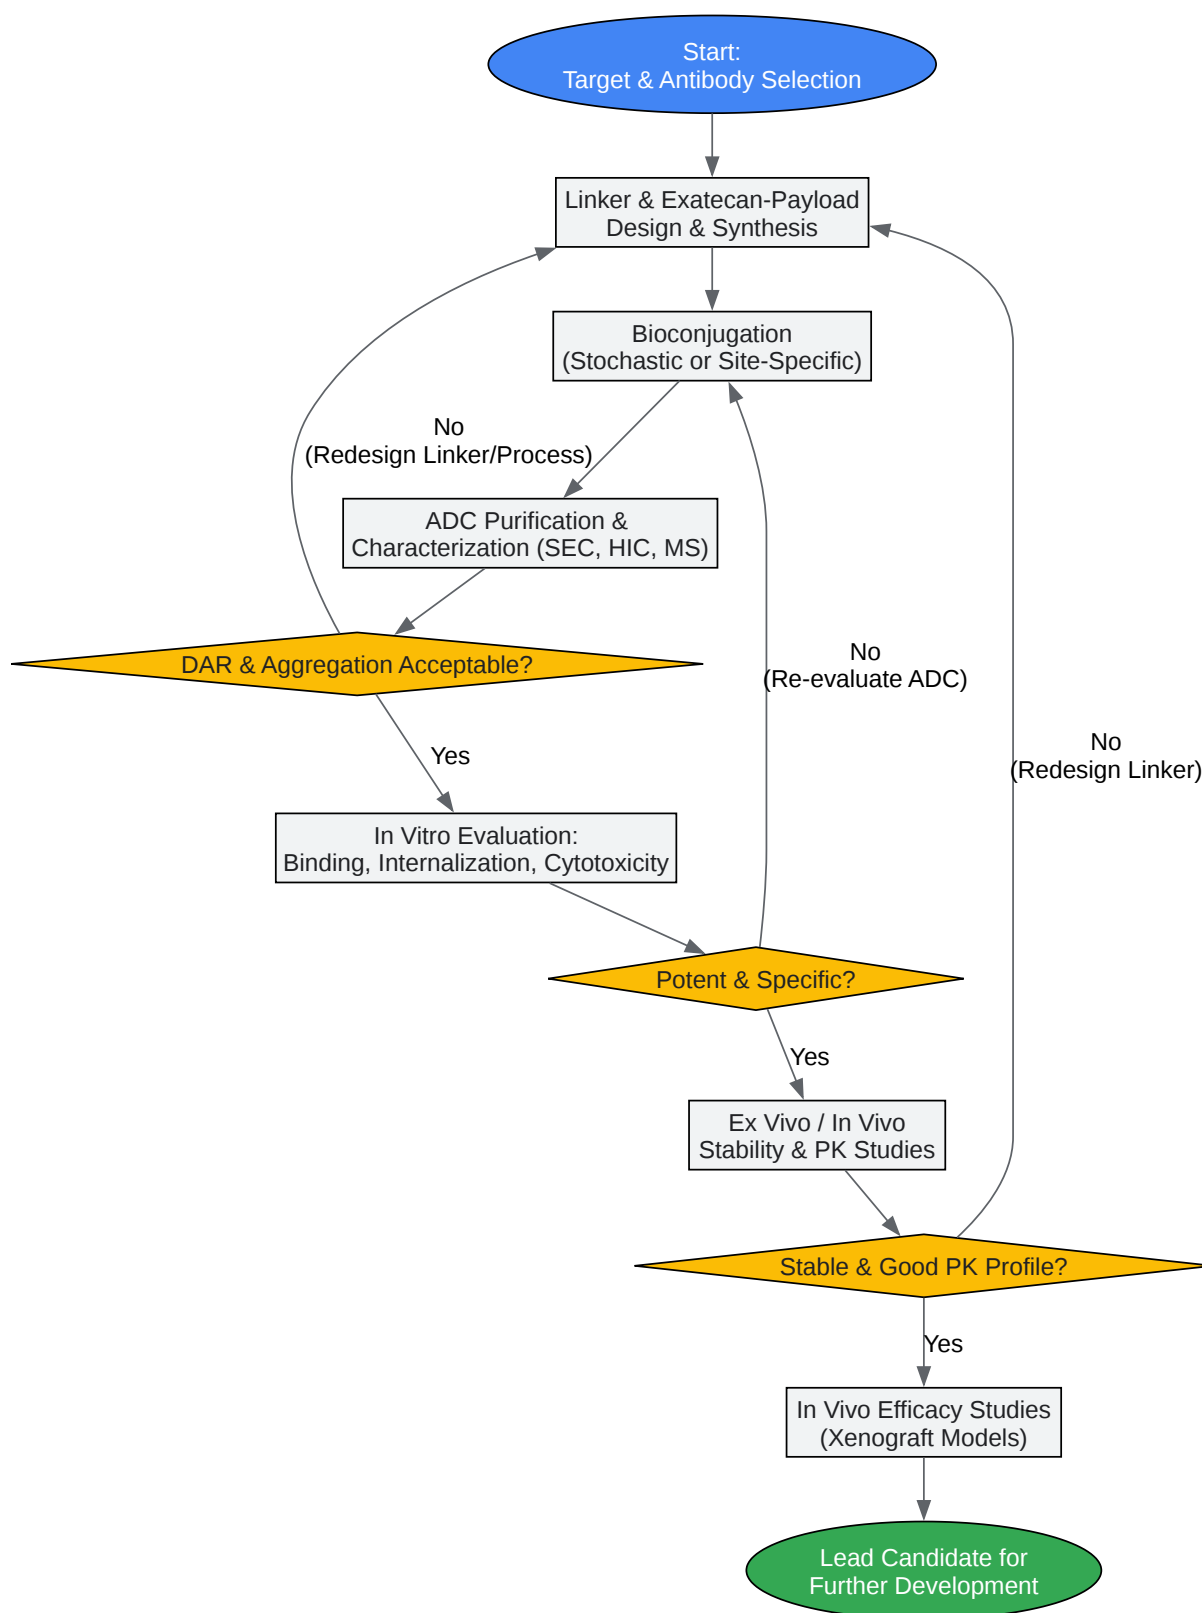 Start:
Target & Antibody Selection
Linker & Exatecan-Payload
Design & Synthesis
Bioconjugation
(Stochastic or Site-Specific)
No
(Redesign Linker/Process)
ADC Purification &
Characterization (SEC, HIC, MS)
DAR & Aggregation Acceptable?
No
(Re-evaluate ADC)
Yes
No
(Redesign Linker)
In Vitro Evaluation:
Binding, Internalization, Cytotoxicity
Potent & Specific?
Yes
Ex Vivo / In Vivo
Stability & PK Studies
Stable & Good PK Profile?
Yes
In Vivo Efficacy Studies
(Xenograft Models)
Lead Candidate for
Further Development